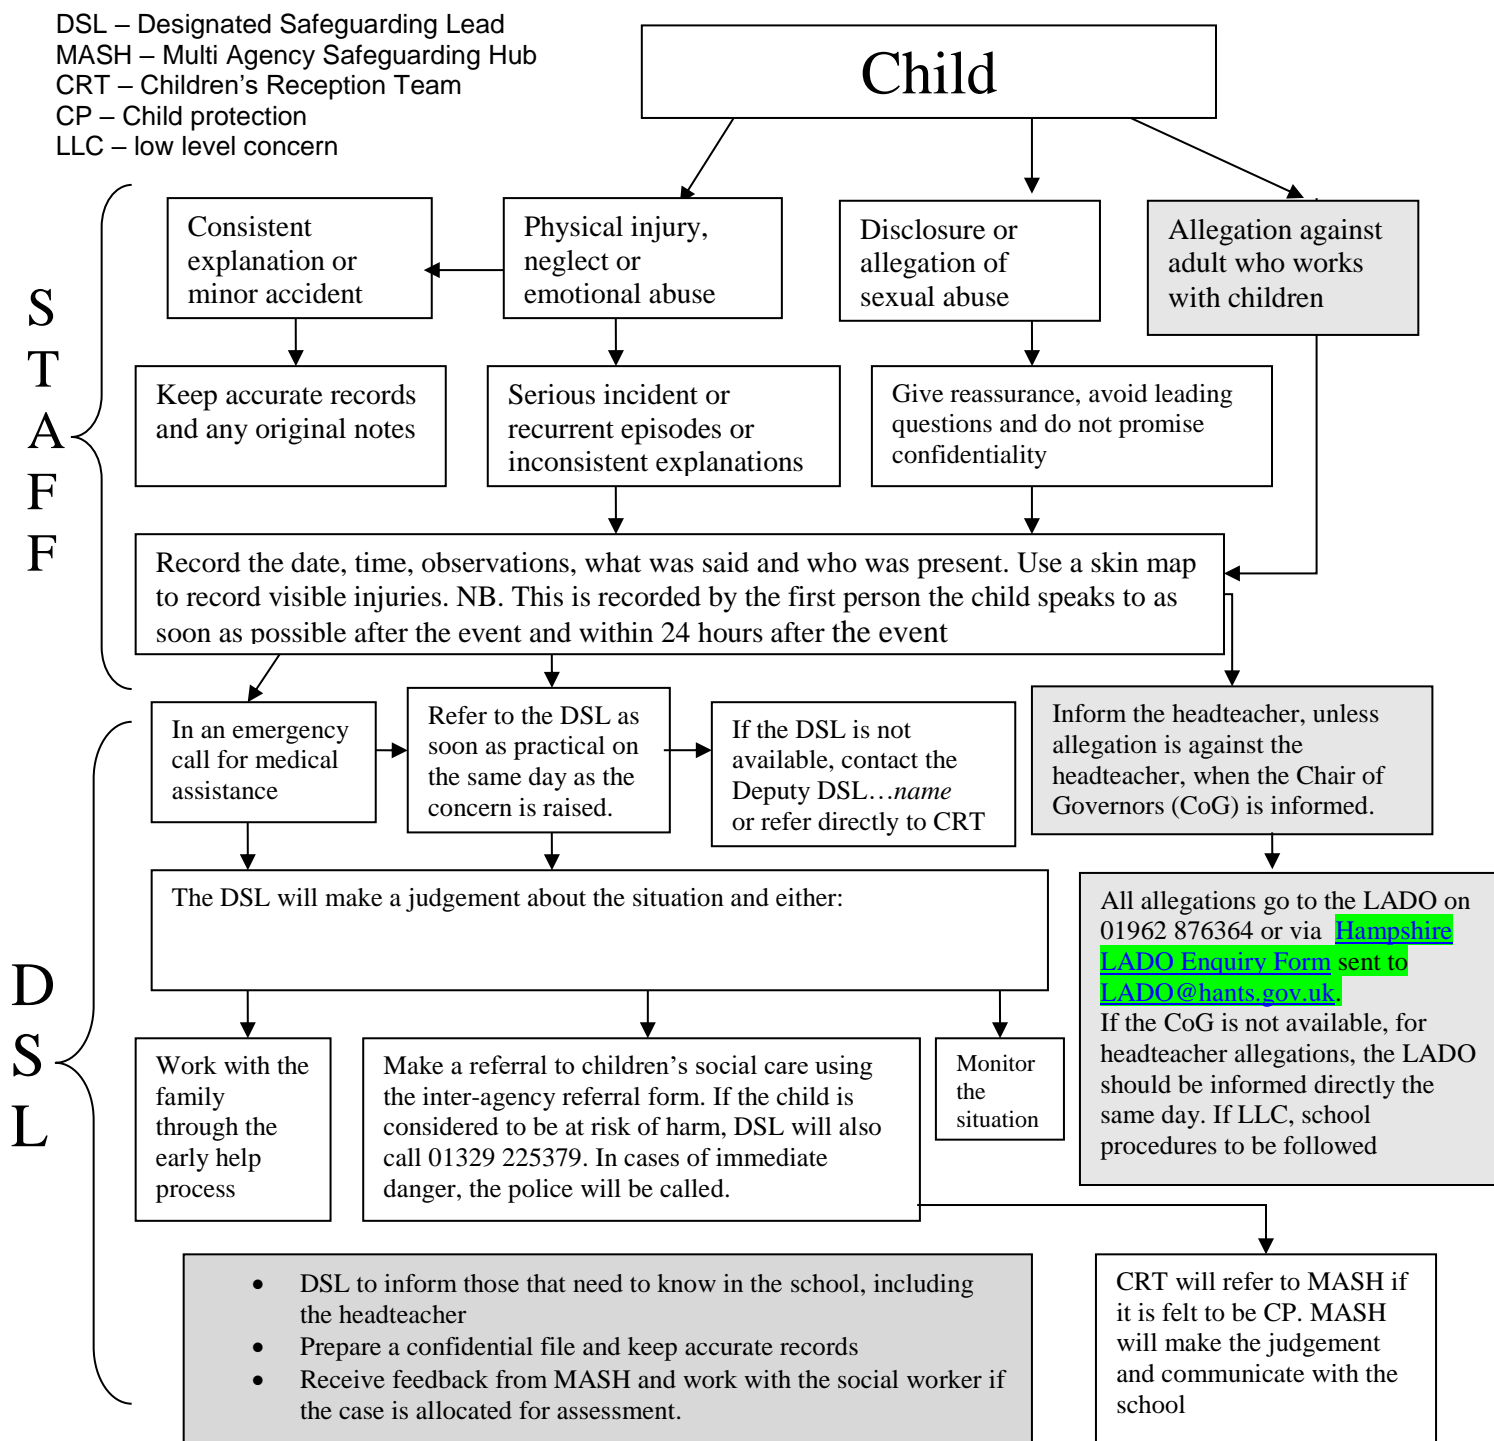 DSL – Designated Safeguarding Lead
MASH – Multi Agency Safeguarding Hub
CRT – Children's Reception Team
CP – Child protection
LLC – low level concern
Child
S
T
A
F
F
Consistent
explanation or
minor accident
Physical injury,
neglect or
emotional abuse
Disclosure or
allegation of
sexual abuse
Allegation against
adult who works
with children
Keep accurate records
and any original notes
Serious incident or
recurrent episodes or
inconsistent explanations
Give reassurance, avoid leading
questions and do not promise
confidentiality
Record the date, time, observations, what was said and who was present. Use a skin map
to record visible injuries. NB. This is recorded by the first person the child speaks to as
soon as possible after the event and within 24 hours after the event
D
S
L
In an emergency
call for medical
assistance
Refer to the DSL as
soon as practical on
the same day as the
concern is raised.
If the DSL is not
available, contact the
Deputy DSL…name
or refer directly to CRT
Inform the headteacher, unless
allegation is against the
headteacher, when the Chair of
Governors (CoG) is informed.
The DSL will make a judgement about the situation and either:
All allegations go to the LADO on
01962 876364 or via Hampshire
LADO Enquiry Form sent to
LADO@hants.gov.uk.
If the CoG is not available, for
headteacher allegations, the LADO
should be informed directly the
same day. If LLC, school
procedures to be followed
Work with the
family
through the
early help
process
Make a referral to children's social care using
the inter-agency referral form. If the child is
considered to be at risk of harm, DSL will also
call 01329 225379. In cases of immediate
danger, the police will be called.
Monitor
the
situation
• DSL to inform those that need to know in the school, including
the headteacher
• Prepare a confidential file and keep accurate records
• Receive feedback from MASH and work with the social worker if
the case is allocated for assessment.
CRT will refer to MASH if
it is felt to be CP. MASH
will make the judgement
and communicate with the
school